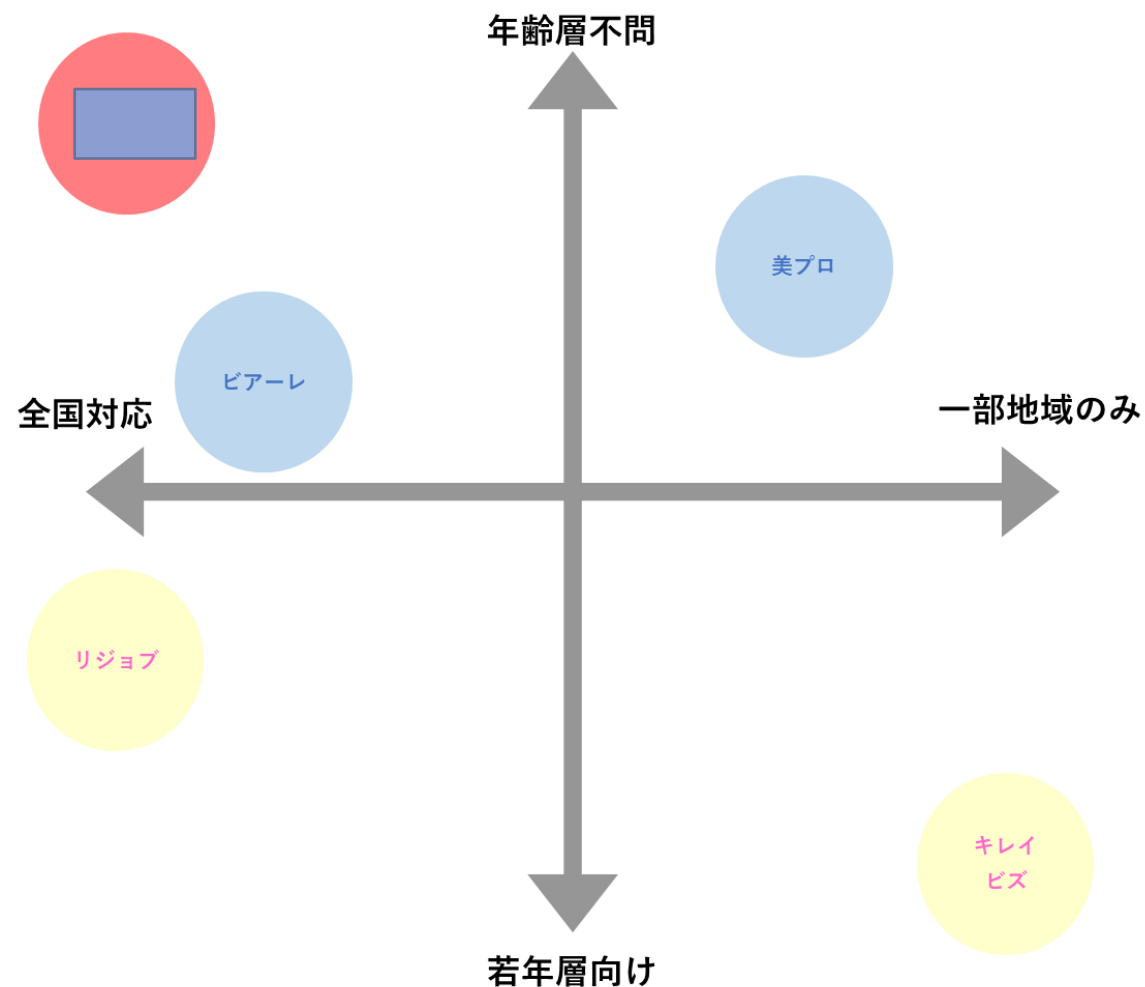 年齢層不問
美プロ
ビアーレ
全国対応
一部地域のみ
リジョブ
キレイ
ビズ
若年層向け